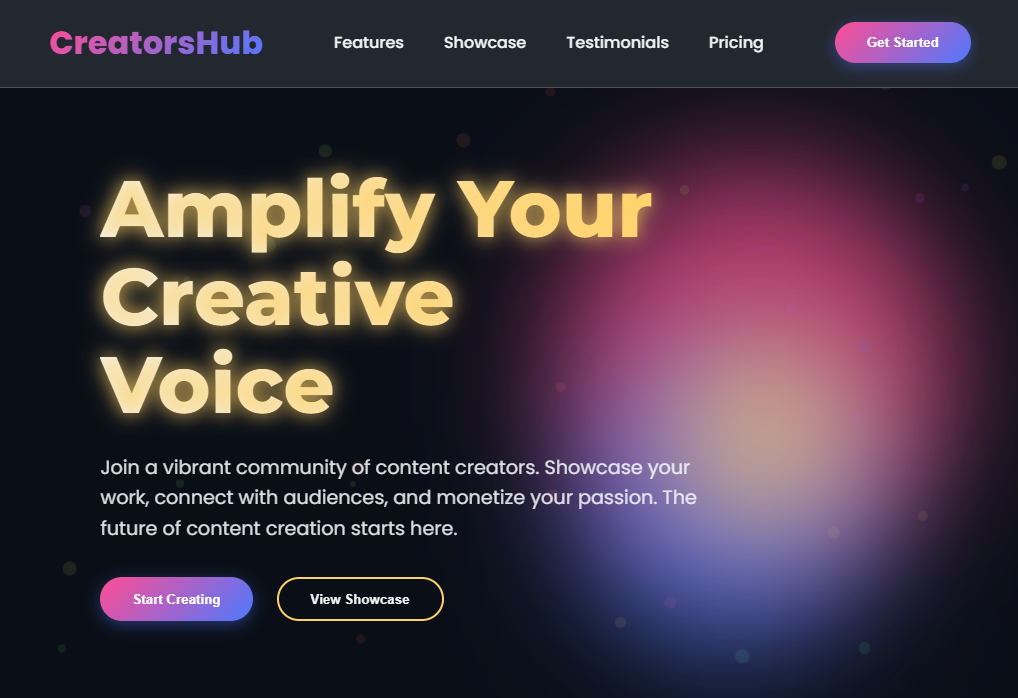 CreatorsHub
Features
Showcase
Testimonials
Pricing
Get Started
Amplify Your
Creative
Voice
Join a vibrant community of content creators. Showcase your
work, connect with audiences, and monetize your passion. The
future of content creation starts here.
Start Creating
View Showcase